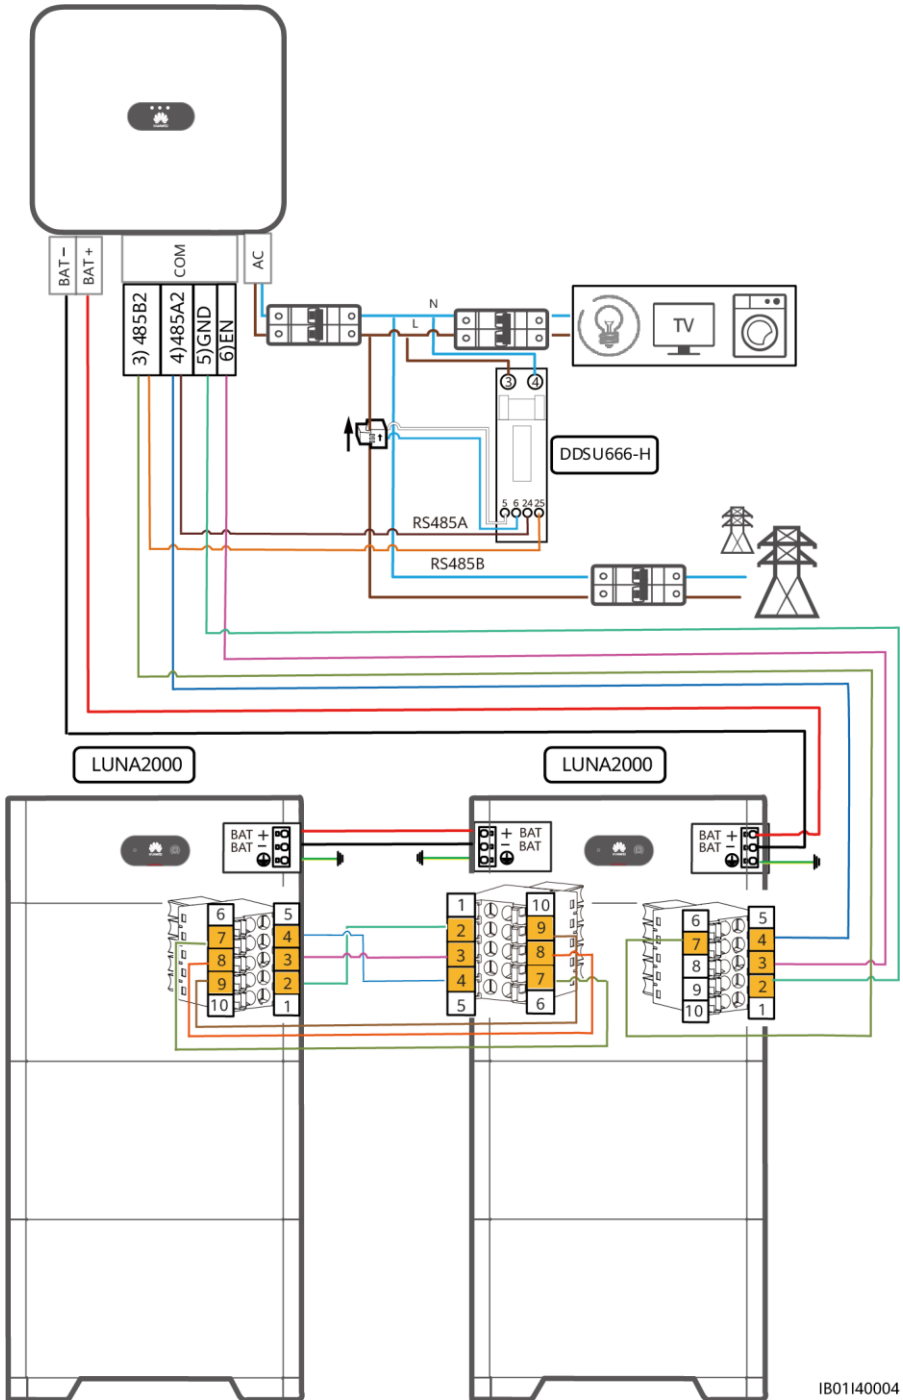 BAT −
BAT +
COM
AC
3) 485B2
4)485A2
5)GND
6)EN
N
L
TV
3
4
DDSU666-H
5 6 24 25
RS485A
RS485B
LUNA2000
LUNA2000
BAT +
BAT −
+ BAT
− BAT
BAT +
BAT −
6
7
8
9
10
5
4
3
2
1
1
2
3
4
5
10
9
8
7
6
6
7
8
9
10
5
4
3
2
1
IB01I40004